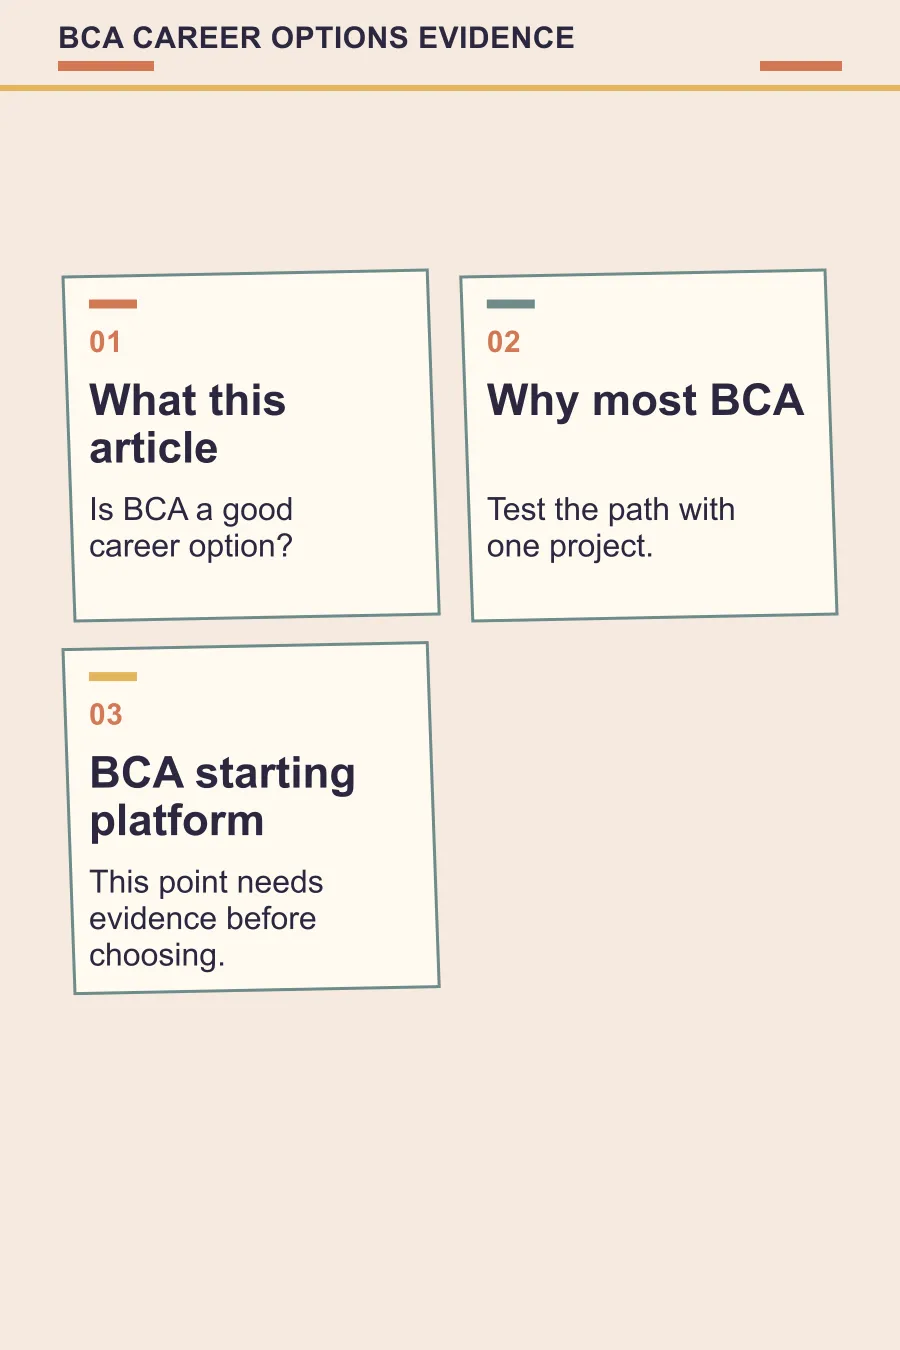 BCA CAREER OPTIONS EVIDENCE
01
What this
article
Is BCA a good
career option?
02
Why most BCA
Test the path with
one project.
03
BCA starting
platform
This point needs
evidence before
choosing.